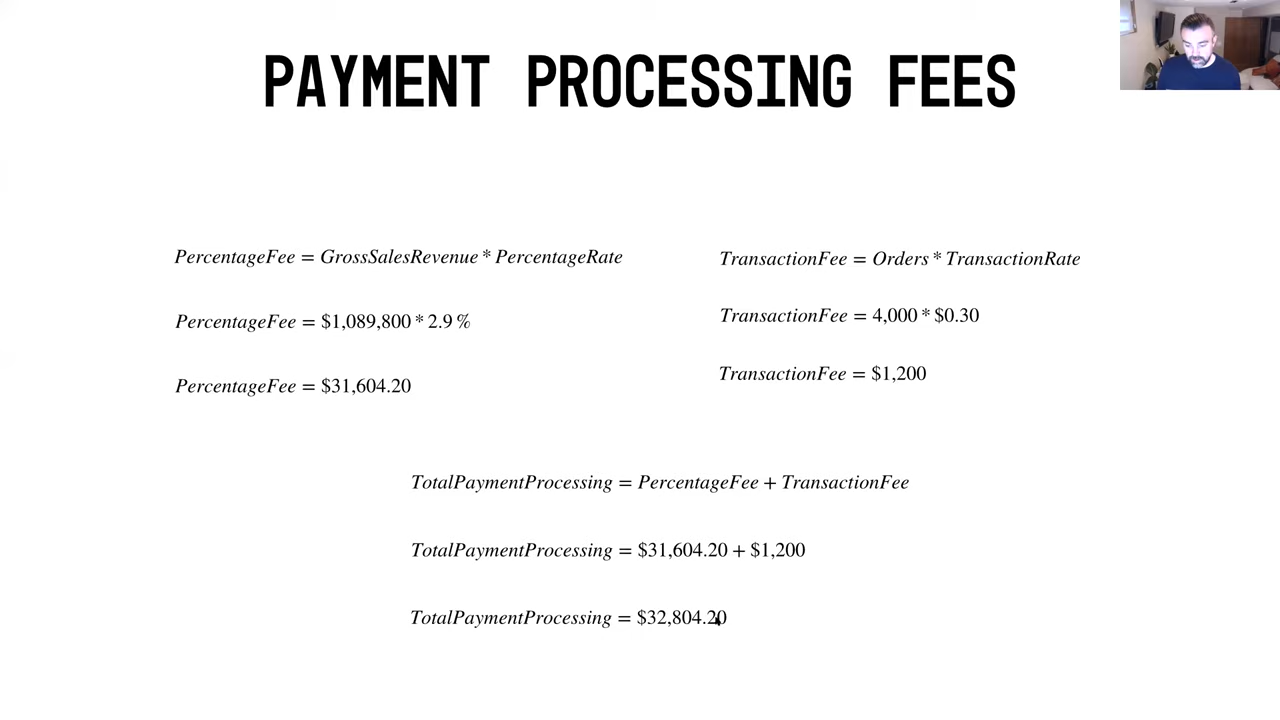 PAYMENT PROCESSING FEES
PercentageFee = GrossSalesRevenue * PercentageRate
PercentageFee = $1,089,800 * 2.9 %
PercentageFee = $31,604.20
TransactionFee = Orders * TransactionRate
TransactionFee = 4,000 * $0.30
TransactionFee = $1,200
TotalPaymentProcessing = PercentageFee + TransactionFee
TotalPaymentProcessing = $31,604.20 + $1,200
TotalPaymentProcessing = $32,804.20